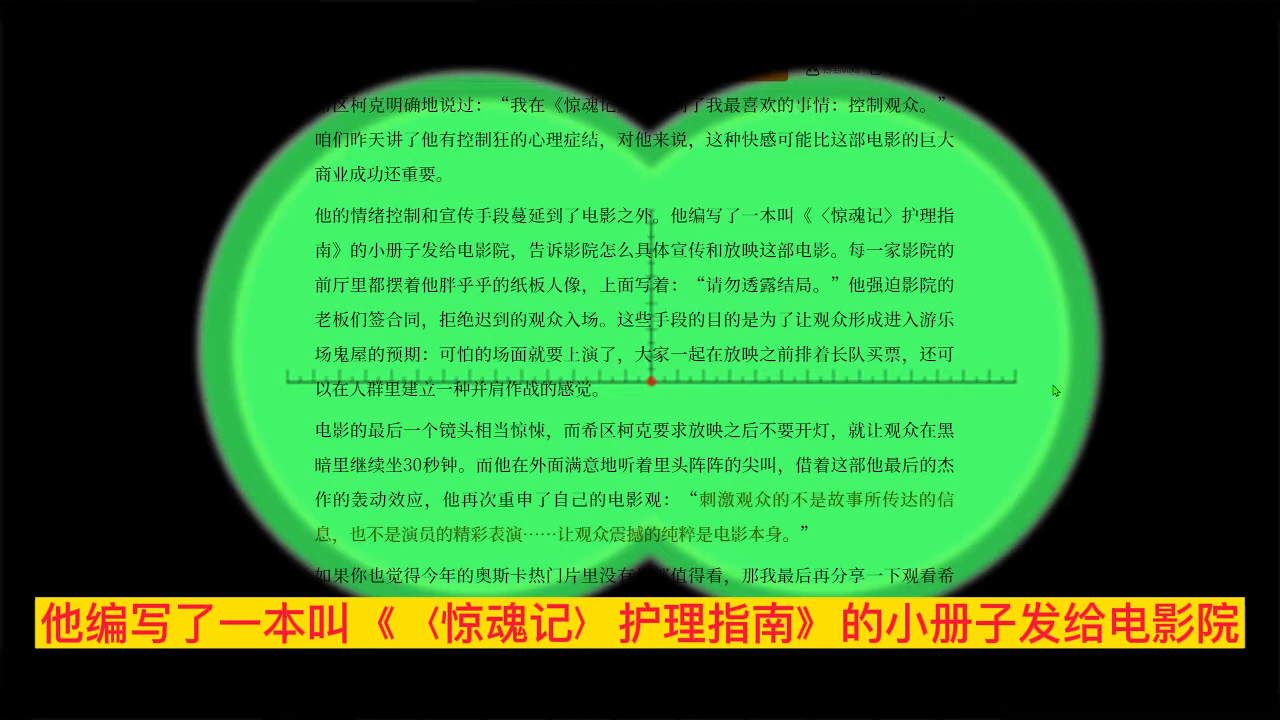 希区柯克明确地说过：“我在《惊魂记 到了我最喜欢的事情：控制观众。”
咱们昨天讲了他有控制狂的心理症结，对他来说，这种快感可能比这部电影的巨大
商业成功还重要。
他的情绪控制和宣传手段蔓延到了电影之外。他编写了一本叫《〈惊魂记〉护理指
南》的小册子发给电影院，告诉影院怎么具体宣传和放映这部电影。每一家影院的
前厅里都摆着他胖乎乎的纸板人像，上面写着：“请勿透露结局。”他强迫影院的
老板们签合同，拒绝迟到的观众入场。这些手段的目的是为了让观众形成进入游乐
场鬼屋的预期：可怕的场面就要上演了，大家一起在放映之前排着长队买票，还可
以在人群里建立一种并肩作战的感觉。
电影的最后一个镜头相当惊悚，而希区柯克要求放映之后不要开灯，就让观众在黑
暗里继续坐30秒钟。而他在外面满意地听着里头阵阵的尖叫，借着这部他最后的杰
作的轰动效应，他再次重申了自己的电影观：“刺激观众的不是故事所传达的信
息，也不是演员的精彩表演……让观众震撼的纯粹是电影本身。”
如果你也觉得今年的奥斯卡热门片里没有 值得看，那我最后再分享一下观看希
他编写了一本叫《〈惊魂记〉护理指南》的小册子发给电影院